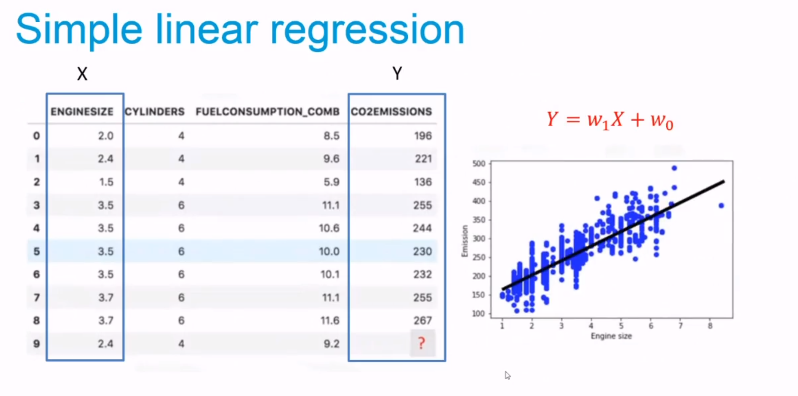 Simple linear regression
X Y
ENGINESIZE CYLINDERS FUELCONSUMPTION_COMB CO2EMISSIONS
0 2.0 4 8.5 196
1 2.4 4 9.6 221
2 1.5 4 5.9 136
3 3.5 6 11.1 255
4 3.5 6 10.6 244
5 3.5 6 10.0 230
6 3.5 6 10.1 232
7 3.7 6 11.1 255
8 3.7 6 11.6 267
9 2.4 4 9.2 ?
Y = w₁X + w₀
500
450
400
350
300
250
200
150
100
Emission
1 2 3 4 5 6 7 8
Engine size